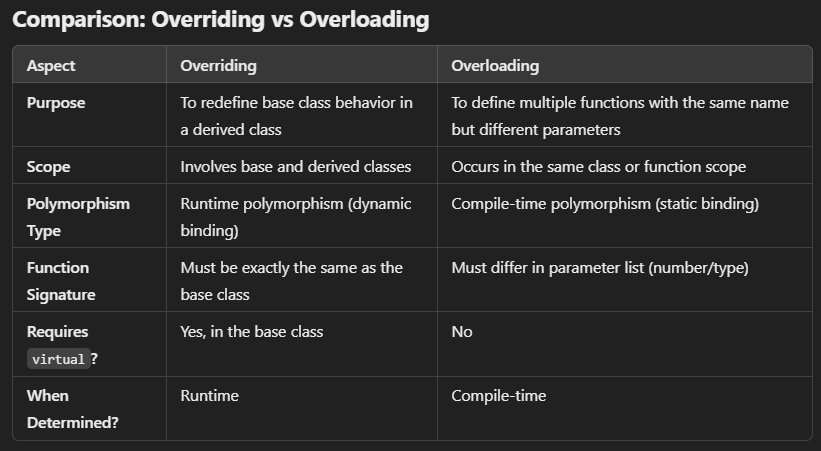 Comparison: Overriding vs Overloading
Aspect Overriding Overloading
Purpose To redefine base class behavior in To define multiple functions with the same name
a derived class but different parameters
Scope Involves base and derived classes Occurs in the same class or function scope
Polymorphism Runtime polymorphism (dynamic Compile-time polymorphism (static binding)
Type binding)
Function Must be exactly the same as the Must differ in parameter list (number/type)
Signature base class
Requires Yes, in the base class No
virtual?
When Runtime Compile-time
Determined?